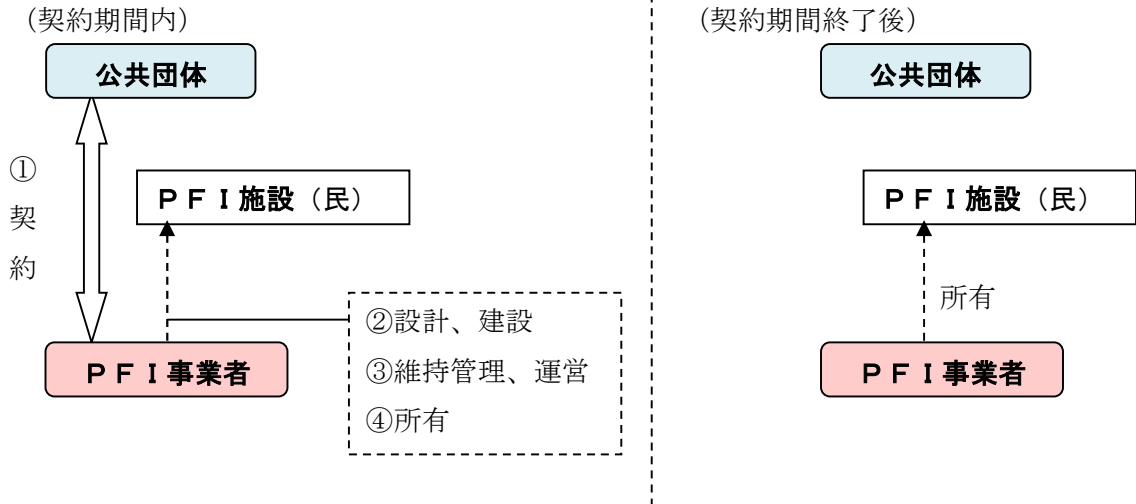 (契約期間内)
公共団体
①
契
約
PFI施設(民)
②設計、建設
③維持管理、運営
④所有
PFI事業者
(契約期間終了後)
公共団体
PFI施設(民)
所有
PFI事業者